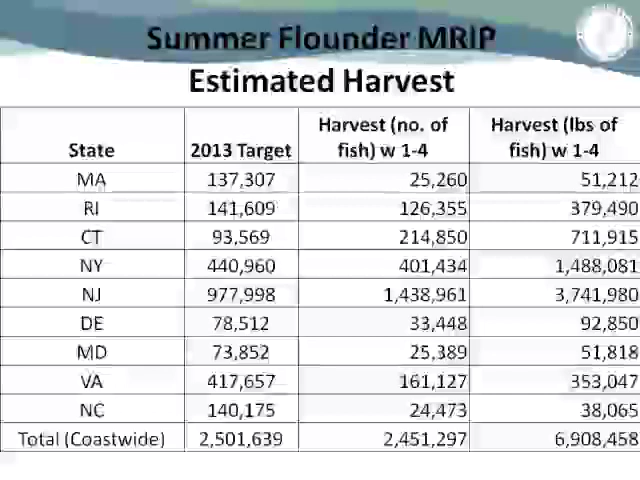 Summer Flounder MRIP
Estimated Harvest
State 2013 Target Harvest (no. of fish) w 1-4 Harvest (lbs of fish) w 1-4
MA 137,307 25,260 51,212
RI 141,609 126,355 379,490
CT 93,569 214,850 711,915
NY 440,960 401,434 1,488,081
NJ 977,998 1,438,961 3,741,980
DE 78,512 33,448 92,850
MD 73,852 25,389 51,818
VA 417,657 161,127 353,047
NC 140,175 24,473 38,065
Total (Coastwide) 2,501,639 2,451,297 6,908,458